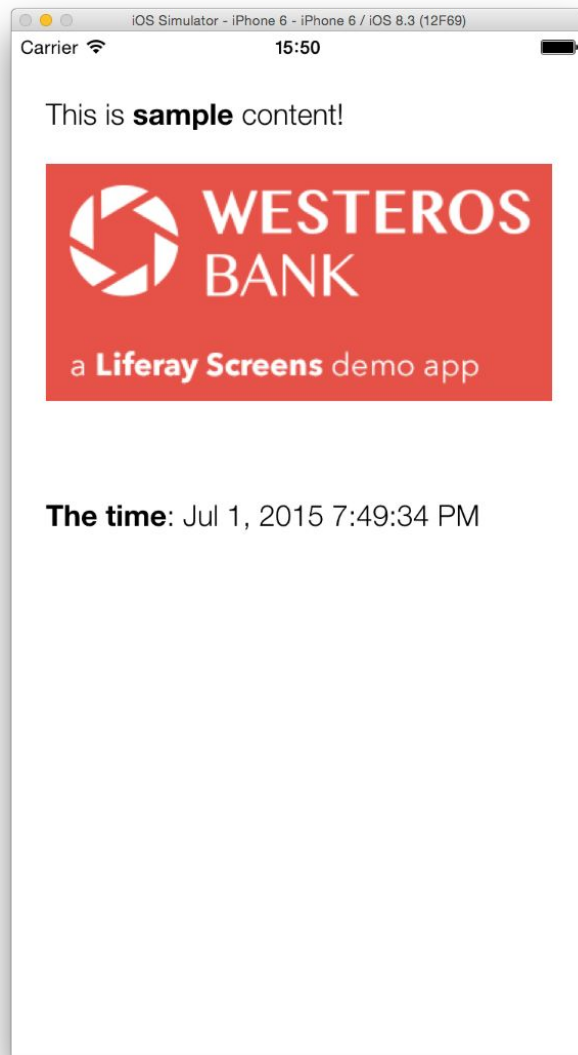 iOS Simulator - iPhone 6 - iPhone 6 / iOS 8.3 (12F69)
Carrier 15:50
This is sample content!
WESTEROS
BANK
a Liferay Screens demo app
The time: Jul 1, 2015 7:49:34 PM